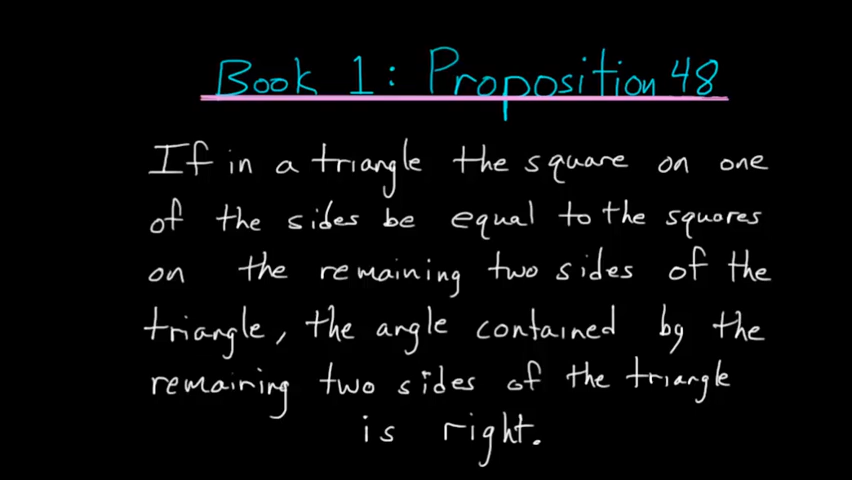 Book 1: Proposition 48
If in a triangle the square on one
of the sides be equal to the squares
on the remaining two sides of the
triangle, the angle contained by the
remaining two sides of the triangle
is right.